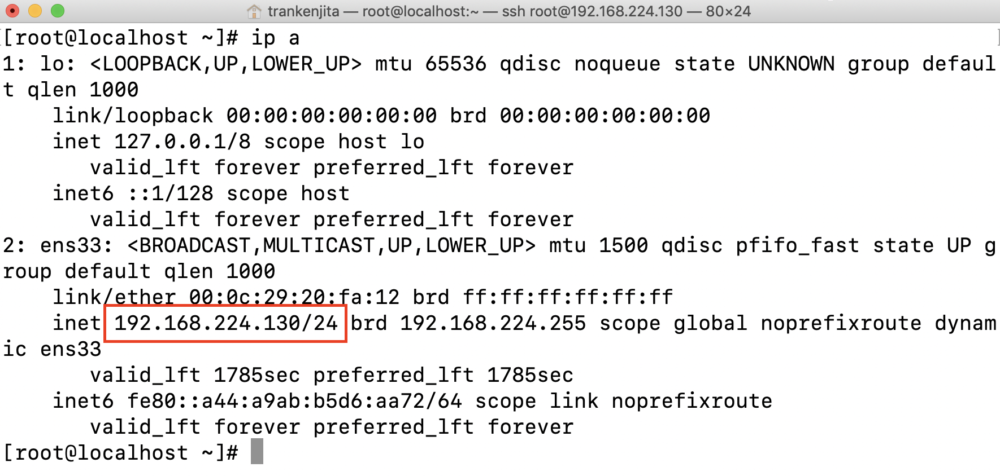 trankenjita — root@localhost:~ — ssh root@192.168.224.130 — 80×24
[root@localhost ~]# ip a
1: lo: <LOOPBACK,UP,LOWER_UP> mtu 65536 qdisc noqueue state UNKNOWN group defaul
t qlen 1000
    link/loopback 00:00:00:00:00:00 brd 00:00:00:00:00:00
    inet 127.0.0.1/8 scope host lo
       valid_lft forever preferred_lft forever
    inet6 ::1/128 scope host
       valid_lft forever preferred_lft forever
2: ens33: <BROADCAST,MULTICAST,UP,LOWER_UP> mtu 1500 qdisc pfifo_fast state UP g
roup default qlen 1000
    link/ether 00:0c:29:20:fa:12 brd ff:ff:ff:ff:ff:ff
    inet 192.168.224.130/24 brd 192.168.224.255 scope global noprefixroute dynam
ic ens33
       valid_lft 1785sec preferred_lft 1785sec
    inet6 fe80::a44:a9ab:b5d6:aa72/64 scope link noprefixroute
       valid_lft forever preferred_lft forever
[root@localhost ~]#